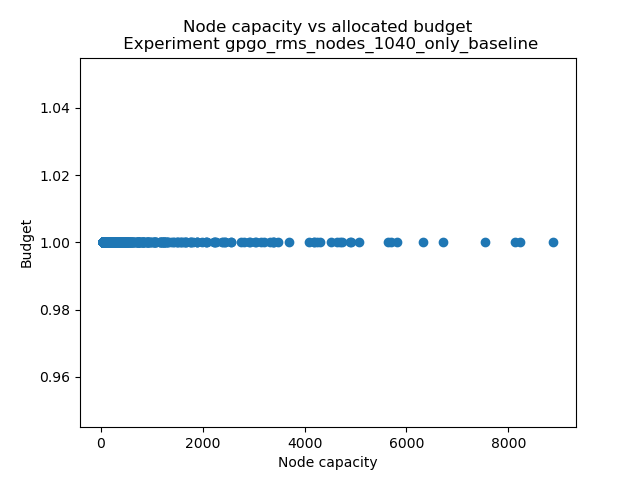 Node capacity vs allocated budget
Experiment gpgo_rms_nodes_1040_only_baseline
1.04
1.02
1.00
0.98
0.96
Budget
0
2000
4000
6000
8000
Node capacity